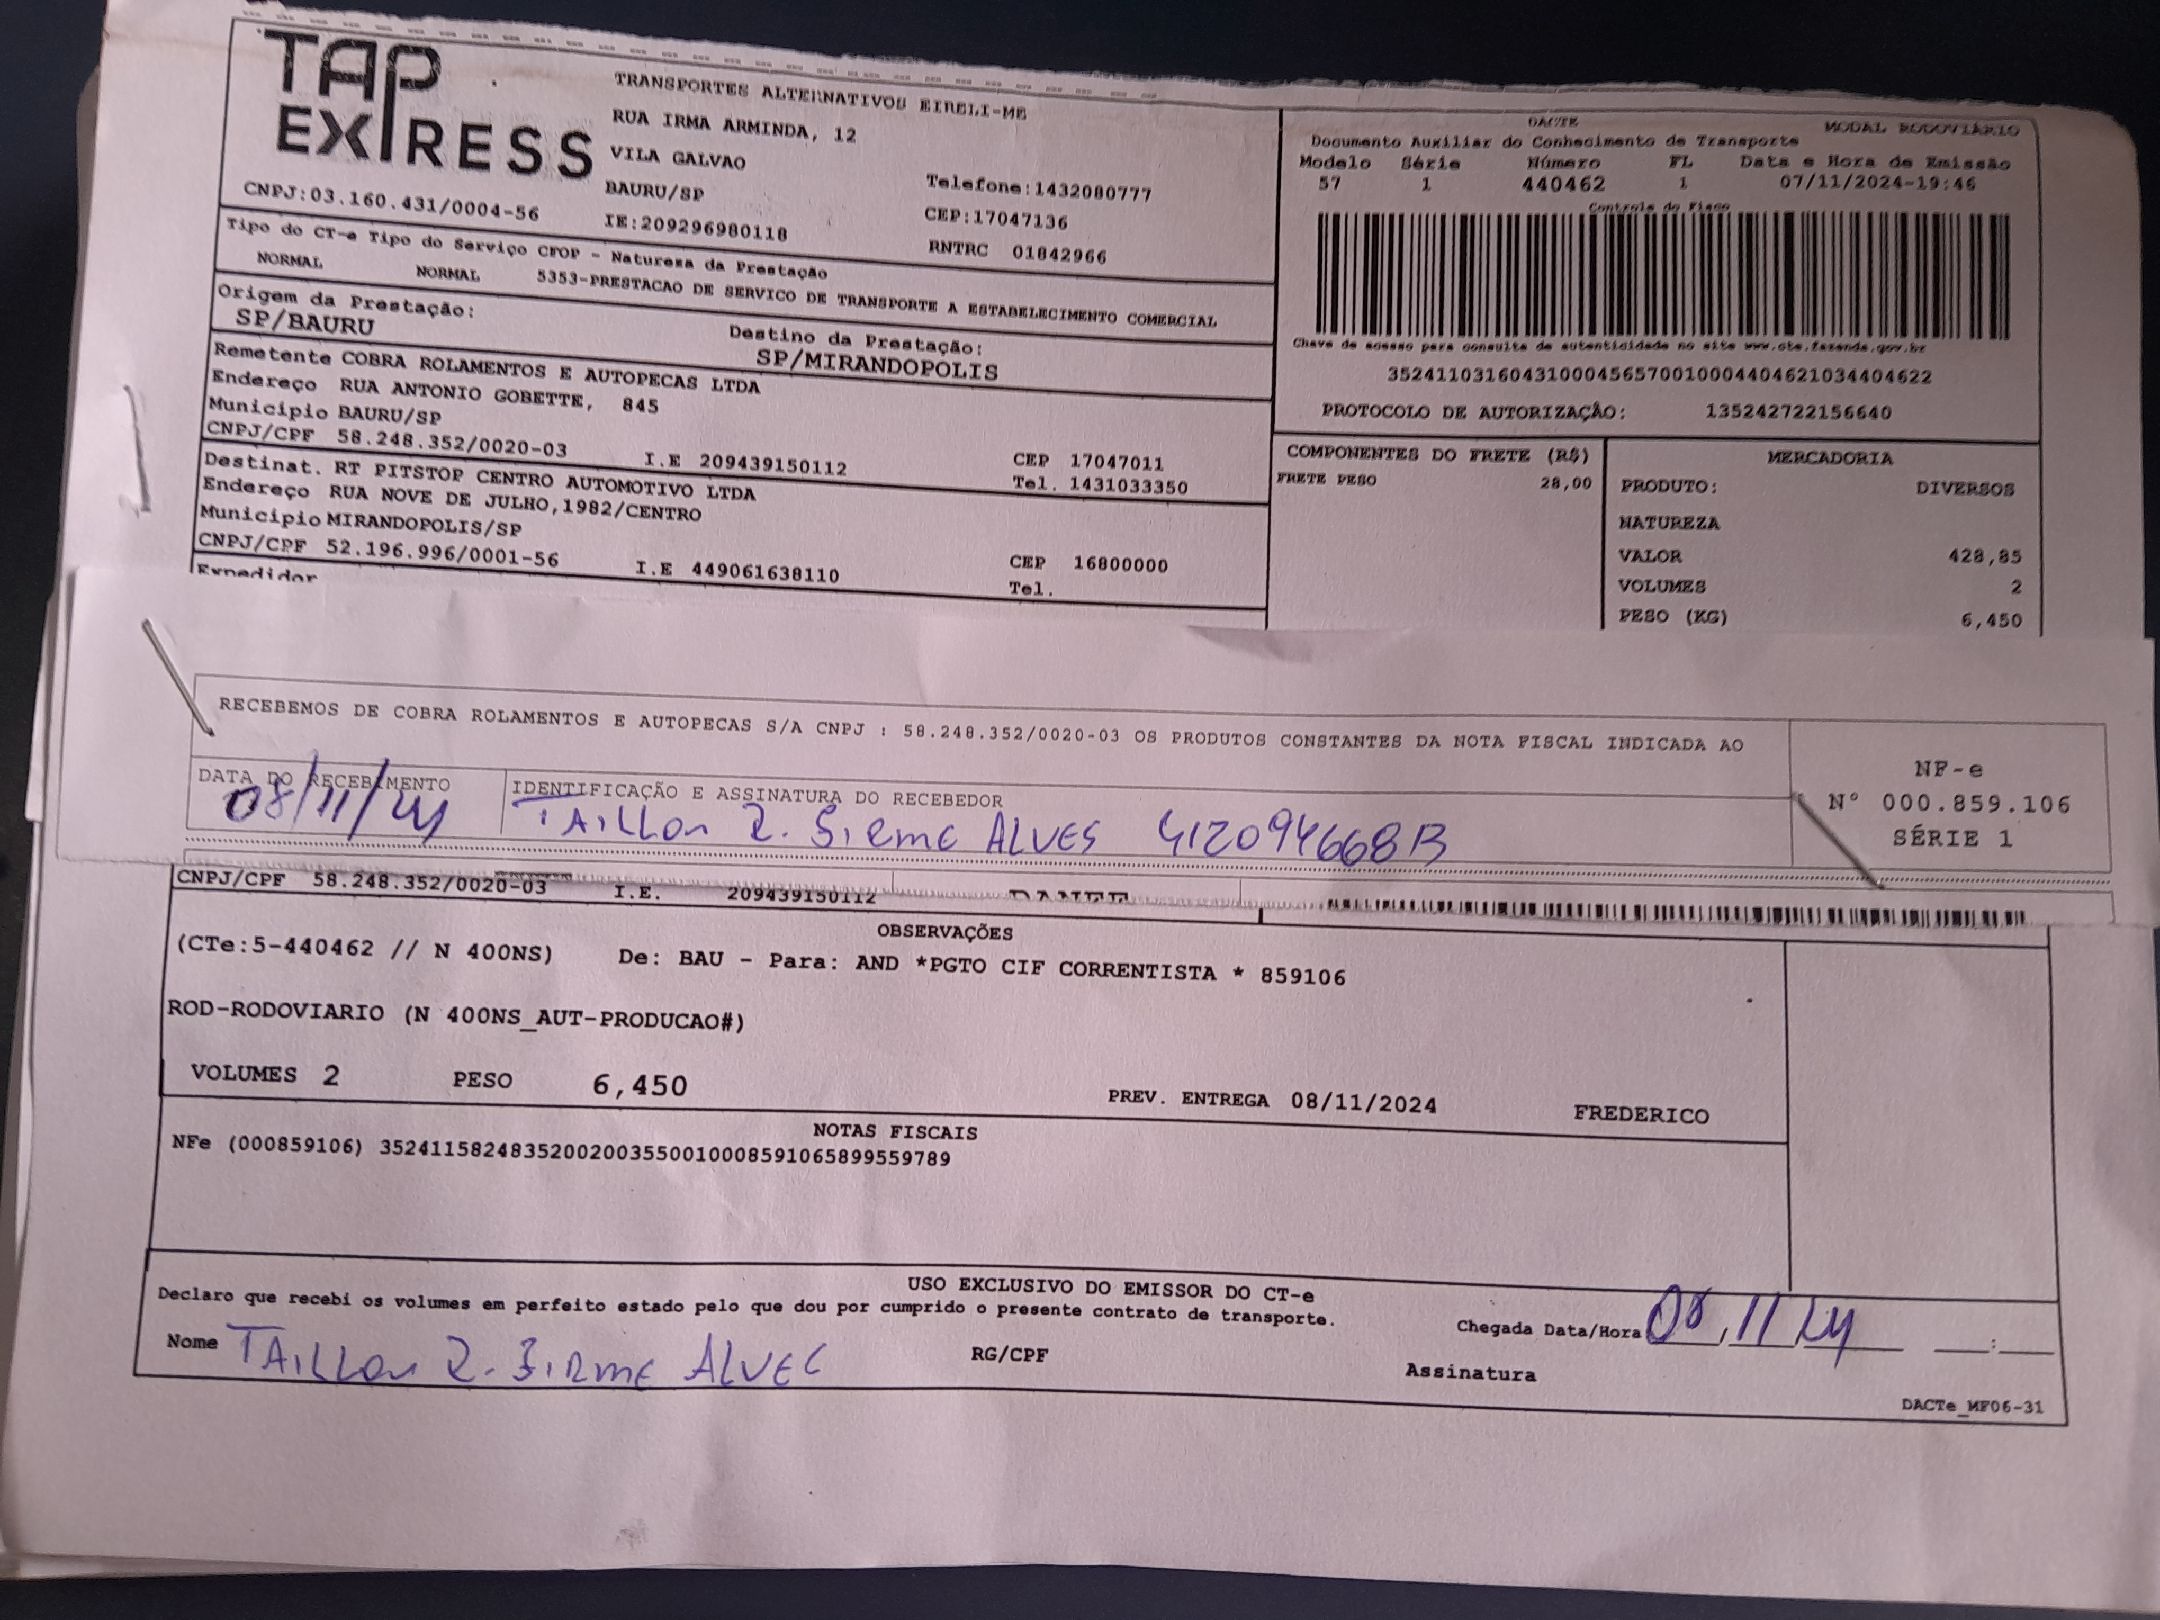 TAP EXPRESS
TRANSPORTES ALTERNATIVOS EIRELI-ME
RUA IRMA ARMINDA, 12
VILA GALVAO
BAURU/SP
Telefone:1432080777
CNPJ:03.160.431/0004-56
IE:209296980118
CEP:17047136
RNTRC 01842966
DACTE MODAL RODOVIÁRIO
Documento Auxiliar do Conhecimento de Transporte
Modelo Série Número FL Data e Hora de Emissão
57 1 440462 1 07/11/2024-19:46
Controle do Fisco
Chave de acesso para consulta de autenticidade no site www.cte.fazenda.gov.br
35241103160431000456570010004404621034404622
PROTOCOLO DE AUTORIZAÇÃO: 135242722156640
Tipo do CT-e Tipo do Serviço CFOP - Natureza da Prestação
NORMAL NORMAL 5353-PRESTACAO DE SERVICO DE TRANSPORTE A ESTABELECIMENTO COMERCIAL
Origem da Prestação: Destino da Prestação:
SP/BAURU SP/MIRANDOPOLIS
Remetente COBRA ROLAMENTOS E AUTOPECAS LTDA
Endereço RUA ANTONIO GOBETTE, 845
Municipio BAURU/SP CEP 17047011
CNPJ/CPF 58.248.352/0020-03 I.E 209439150112 Tel. 1431033350
Destinat. RT PITSTOP CENTRO AUTOMOTIVO LTDA
Endereço RUA NOVE DE JULHO,1982/CENTRO
Municipio MIRANDOPOLIS/SP CEP 16800000
CNPJ/CPF 52.196.996/0001-56 I.E 449061638110 Tel.
Expedidor
COMPONENTES DO FRETE (R$)
FRETE PESO 28,00
MERCADORIA
PRODUTO: DIVERSOS
NATUREZA
VALOR 428,85
VOLUMES 2
PESO (KG) 6,450
RECEBEMOS DE COBRA ROLAMENTOS E AUTOPECAS S/A CNPJ : 58.248.352/0020-03 OS PRODUTOS CONSTANTES DA NOTA FISCAL INDICADA AO
DATA DO RECEBIMENTO
08/11/24
IDENTIFICAÇÃO E ASSINATURA DO RECEBEDOR
TAILLON R. ALVES
NF-e
N° 000.859.106
SÉRIE 1
CNPJ/CPF 58.248.352/0020-03 I.E. 209439150112 DANFE
OBSERVAÇÕES
(CTe:5-440462 // N 400NS) De: BAU - Para: AND *PGTO CIF CORRENTISTA * 859106
ROD-RODOVIARIO (N 400NS_AUT-PRODUCAO#)
VOLUMES 2 PESO 6,450 PREV. ENTREGA 08/11/2024 FREDERICO
NOTAS FISCAIS
NFe (000859106) 35241158248352002003550010008591065899559789
USO EXCLUSIVO DO EMISSOR DO CT-e
Declaro que recebi os volumes em perfeito estado pelo que dou por cumprido o presente contrato de transporte.
Chegada Data/Hora 08/11/24 :
Nome TAILLON R. ALVES RG/CPF Assinatura
DACTe_MF06-31